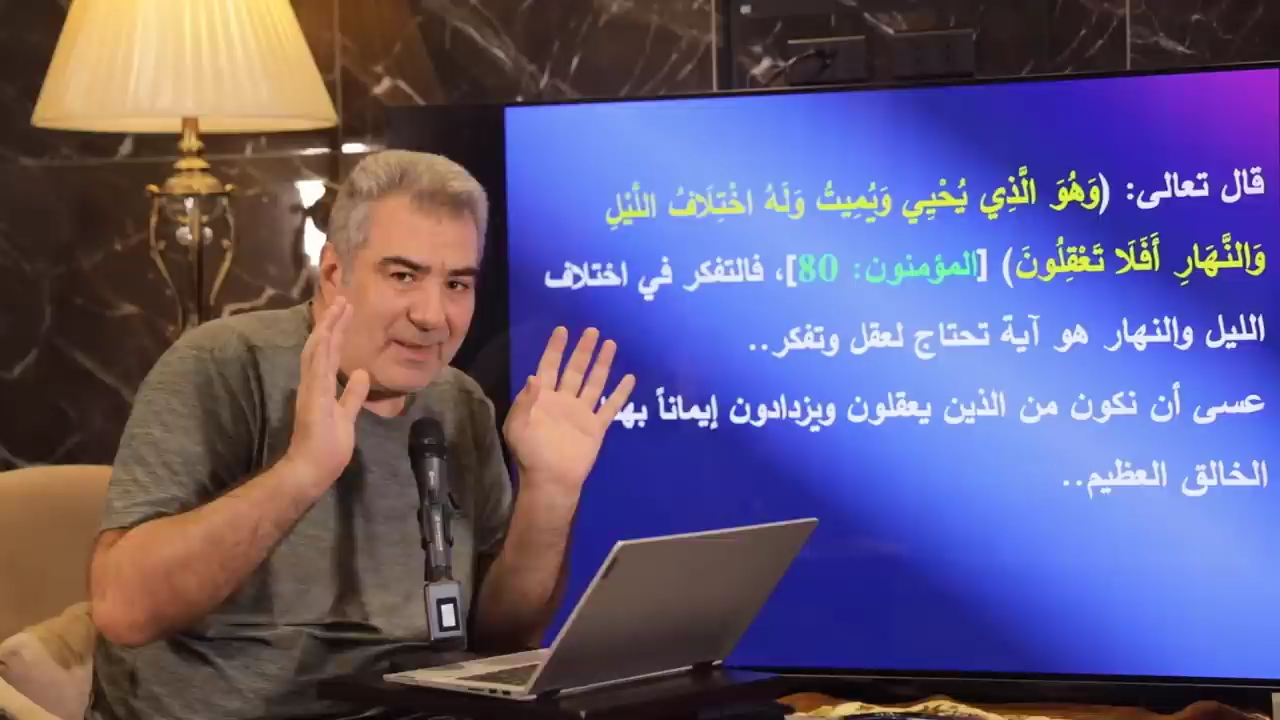 قال تعالى: (وَهُوَ الَّذِي يُحْيِي وَيُمِيتُ وَلَهُ اخْتِلَافُ اللَّيْلِ
وَالنَّهَارِ أَفَلَا تَعْقِلُونَ) [المؤمنون: 80]، فالتفكر في اختلاف
الليل والنهار هو آية تحتاج لعقل وتفكر..
عسى أن نكون من الذين يعقلون ويزدادون إيماناً
الخالق العظيم..